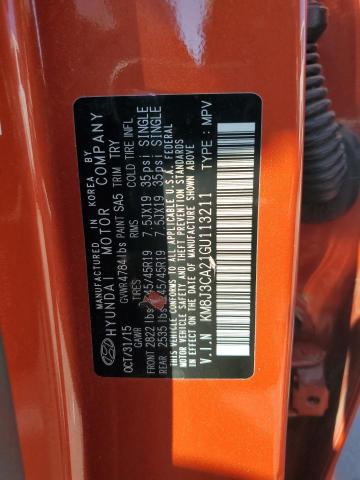 MADE IN KOREA BY
HYUNDAI MOTOR COMPANY
OCT/31/15 GVWR 4784 lbs PAINT SA5 TRIM TRY
GAWR RIMS COLD TIRE INFL
FRONT 2822 lbs 245/45R19 7.5JX19 35psi SINGLE
REAR 2535 lbs 245/45R19 7.5JX19 35psi SINGLE
THIS VEHICLE CONFORMS TO ALL APPLICABLE U.S.A. FEDERAL
MOTOR VEHICLE SAFETY, BUMPER, AND THEFT PREVENTION STANDARDS
IN EFFECT ON THE DATE OF MANUFACTURE SHOWN ABOVE.
V.I.N KM8J3CA21GU113211 TYPE: MPV